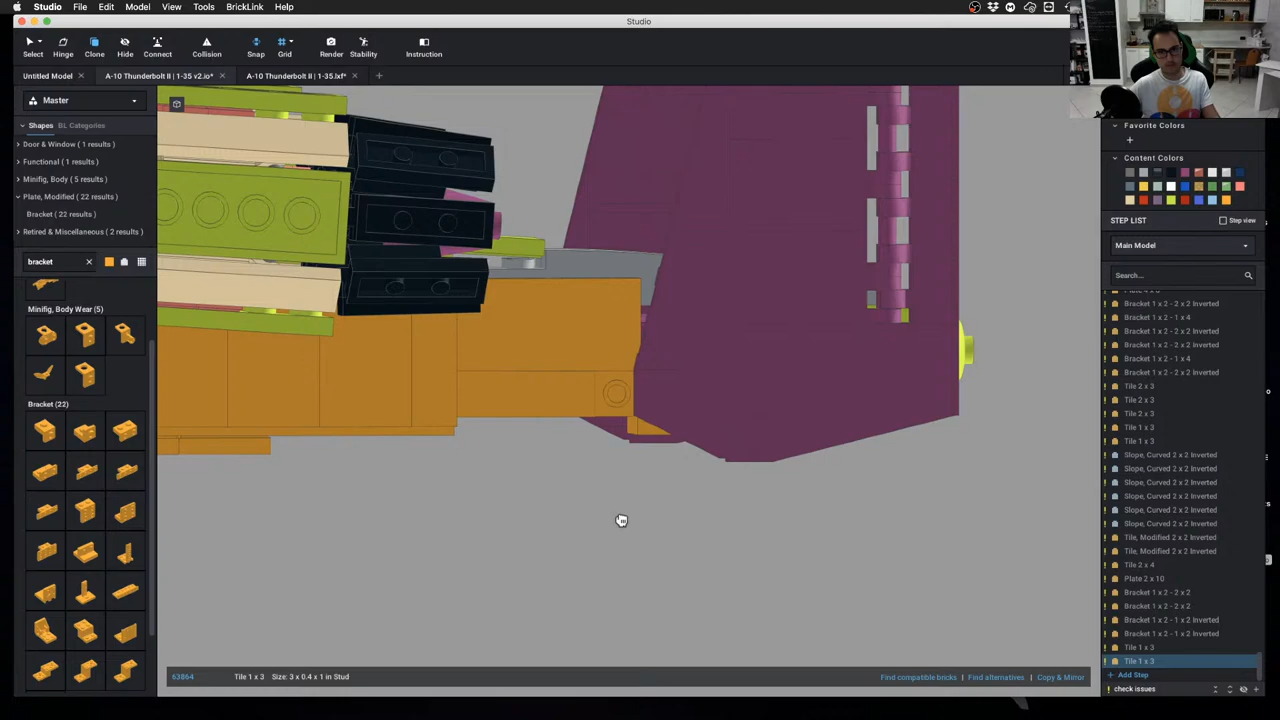 Studio File Edit Model View Tools BrickLink Help
Studio
Select Hinge Clone Hide Connect Collision Snap Grid Render Stability Instruction
Untitled Model A-10 Thunderbolt II | 1-35 v2.io* A-10 Thunderbolt II | 1-35.lxf*
Master
Shapes BL Categories
Door & Window ( 1 results )
Functional ( 1 results )
Minifig, Body ( 5 results )
Plate, Modified ( 22 results )
Bracket ( 22 results )
Retired & Miscellaneous ( 2 results )
bracket
Minifig, Body Wear (5)
Bracket (22)
63864 Tile 1 x 3 Size: 3 x 0.4 x 1 in Stud
Find compatible bricks | Find alternatives | Copy & Mirror
Favorite Colors
Content Colors
STEP LIST Step view
Main Model
Search...
Bracket 1 x 2 - 2 x 2 Inverted
Bracket 1 x 2 - 1 x 4
Bracket 1 x 2 - 2 x 2 Inverted
Bracket 1 x 2 - 2 x 2 Inverted
Bracket 1 x 2 - 1 x 4
Bracket 1 x 2 - 2 x 2 Inverted
Tile 2 x 3
Tile 2 x 3
Tile 2 x 3
Tile 1 x 3
Tile 1 x 3
Slope, Curved 2 x 2 Inverted
Slope, Curved 2 x 2 Inverted
Slope, Curved 2 x 2 Inverted
Slope, Curved 2 x 2 Inverted
Slope, Curved 2 x 2 Inverted
Slope, Curved 2 x 2 Inverted
Tile, Modified 2 x 2 Inverted
Tile, Modified 2 x 2 Inverted
Tile 2 x 4
Plate 2 x 10
Bracket 1 x 2 - 2 x 2
Bracket 1 x 2 - 2 x 2
Bracket 1 x 2 - 1 x 2 Inverted
Bracket 1 x 2 - 1 x 2 Inverted
Tile 1 x 3
Tile 1 x 3
Add Step
check issues